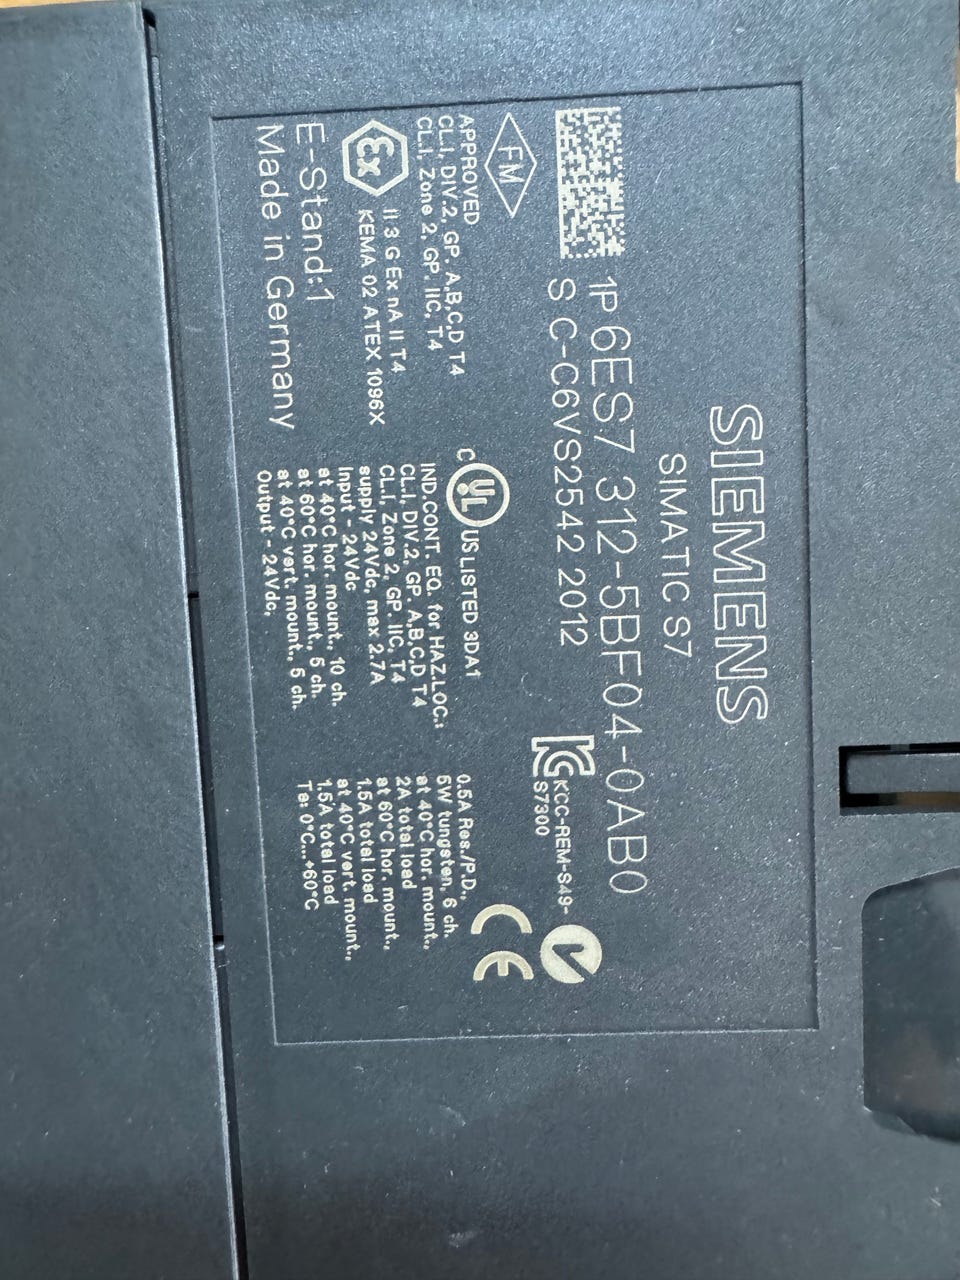 SIEMENS
SIMATIC S7
1P 6ES7 312-5BF04-0AB0
S C-C6VS2542 2012
KCC-REM-S49-
S7300
FM
APPROVED
CL.I, DIV.2, GP. A,B,C,D T4
CL.I, Zone 2, GP. IIC, T4
Ex
II 3 G Ex nA II T4
KEMA 02 ATEX 1096X
E-Stand:1
Made in Germany
C UL US LISTED 3DA1
IND.CONT. EQ. for HAZ.LOC.:
CL.I, DIV.2, GP. A,B,C,D T4
CL.I, Zone 2, GP. IIC, T4
supply 24Vdc, max 2.7A
Input - 24Vdc
at 40°C hor. mount., 10 ch.
at 60°C hor. mount., 5 ch.
at 40°C vert. mount., 5 ch.
Output - 24Vdc,
0.5A Res./P.D.,
5W tungsten, 6 ch.
at 40°C hor. mount.,
2A total load
at 60°C hor. mount.,
1.5A total load
at 40°C vert. mount.,
1.5A total load
Ta: 0°C...+60°C
CE